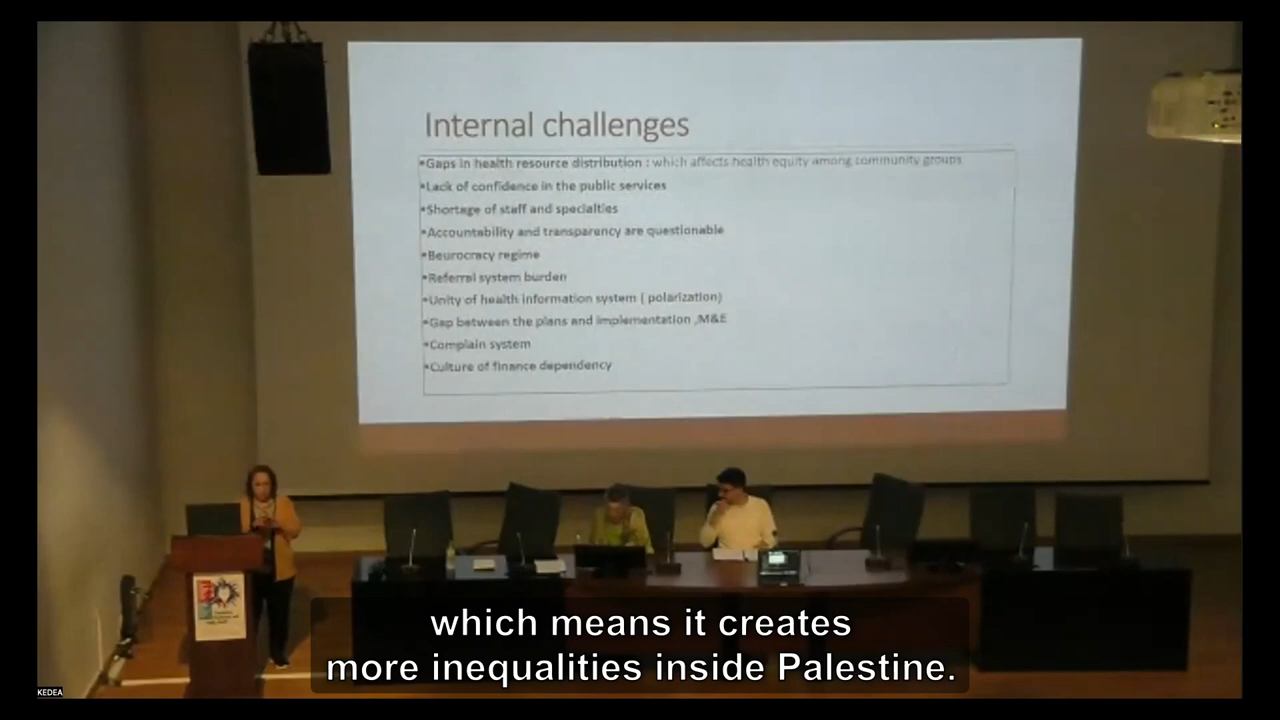 Internal challenges
▪Gaps in health resource distribution : which affects health equity among community groups
▪Lack of confidence in the public services
▪Shortage of staff and specialties
▪Accountability and transparency are questionable
▪Beurocracy regime
▪Referral system burden
▪Unity of health information system ( polarization)
▪Gap between the plans and implementation ,M&E
▪Complain system
▪Culture of finance dependency
which means it creates
more inequalities inside Palestine.
KEDEA